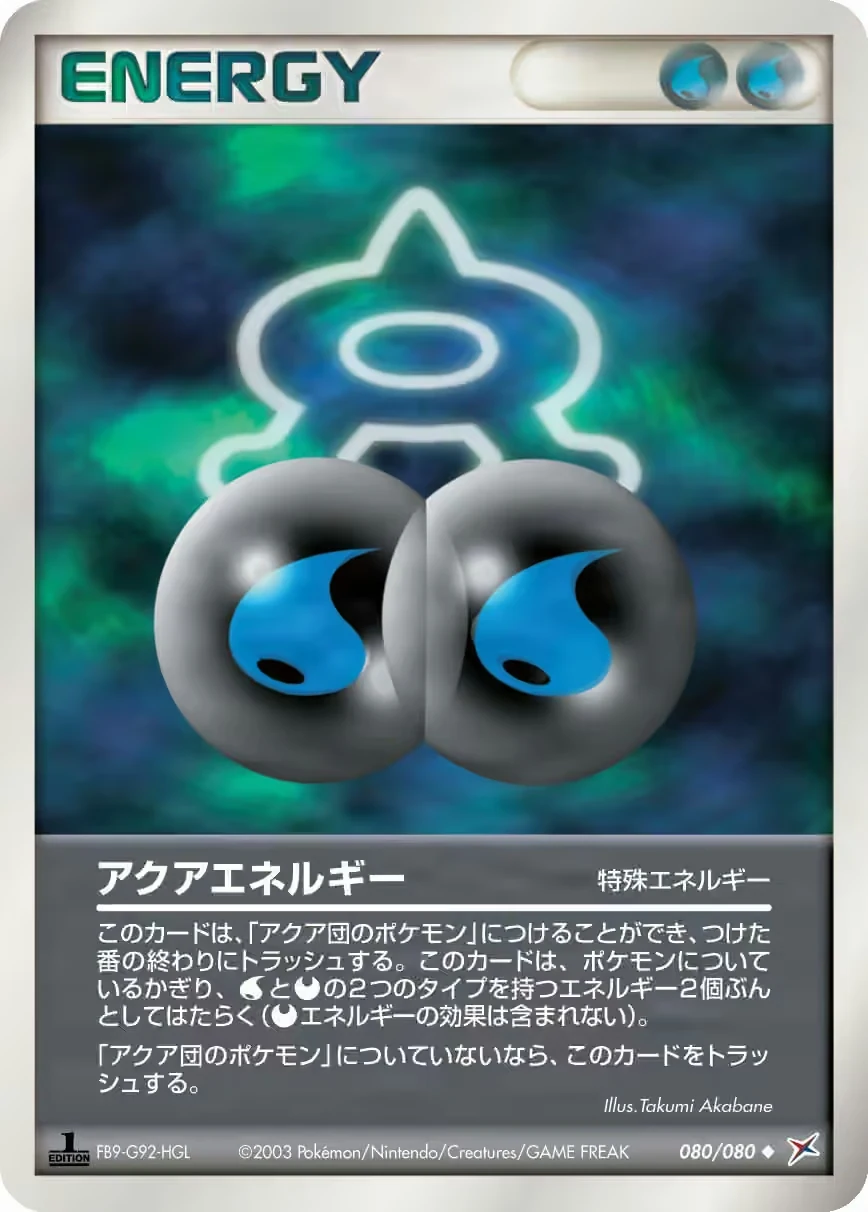 ENERGY
アクアエネルギー 特殊エネルギー
このカードは、「アクア団のポケモン」につけることができ、つけた
番の終わりにトラッシュする。このカードは、ポケモンについて
いるかぎり、 と の2つのタイプを持つエネルギー2個ぶん
としてはたらく( エネルギーの効果は含まれない)。
「アクア団のポケモン」についていないなら、このカードをトラッ
シュする。
Illus.Takumi Akabane
1 EDITION FB9-G92-HGL ©2003 Pokémon/Nintendo/Creatures/GAME FREAK 080/080 ◆